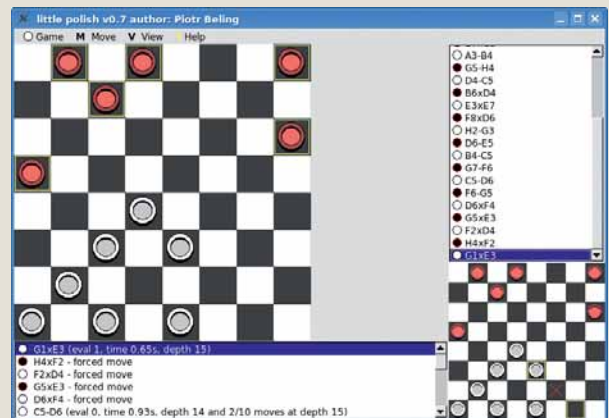 little polish v0.7 author: Piotr Beling
Game M Move V View Help
A3-B4
G5-H4
D4-C5
B6xD4
E3xE7
F8xD6
H2-G3
D6-E5
B4-C5
G7-F6
C5-D6
F6-G5
D6xF4
G5xE3
F2xD4
H4xF2
G1xE3
G1xE3 (eval 1, time 0.65s, depth 15)
H4xF2 - forced move
F2xD4 - forced move
G5xE3 - forced move
D6xF4 - forced move
C5-D6 (eval 0, time 0.93s, depth 14 and 2/10 moves at depth 15)